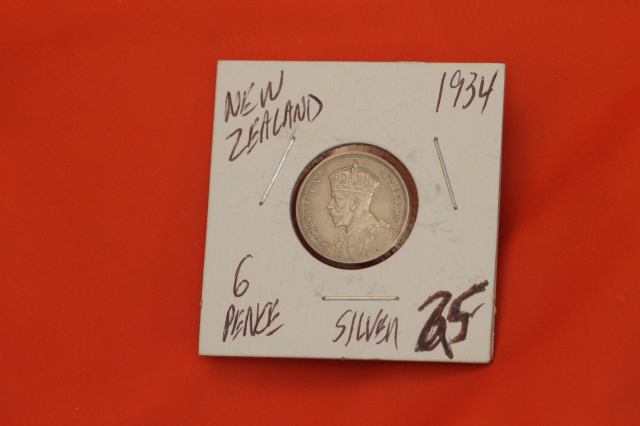 NEW
ZEALAND
1934
6
PENCE
SILVER
25